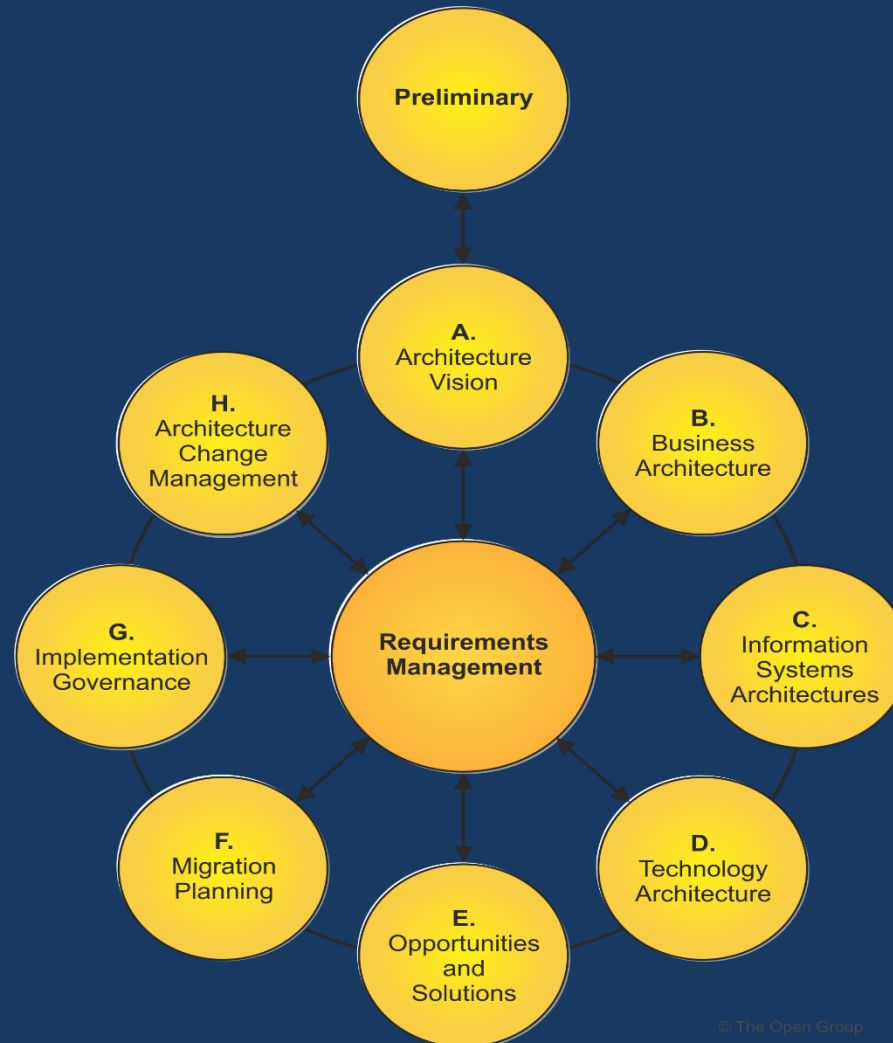 Preliminary
A.
Architecture
Vision
B.
Business
Architecture
C.
Information
Systems
Architectures
D.
Technology
Architecture
E.
Opportunities
and
Solutions
F.
Migration
Planning
G.
Implementation
Governance
H.
Architecture
Change
Management
Requirements
Management
© The Open Group